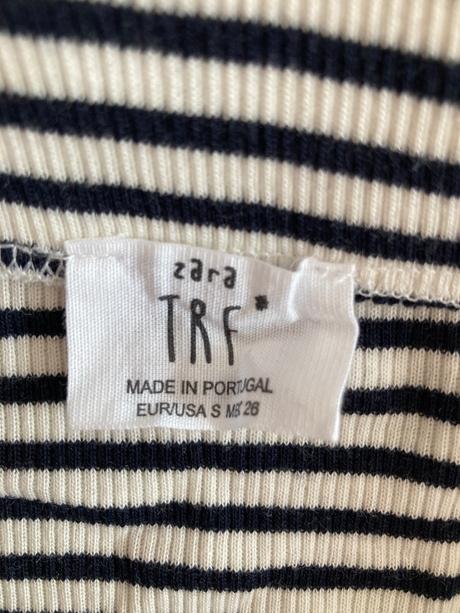 zara
TRF*
MADE IN PORTUGAL
EUR/USA S MEX 26